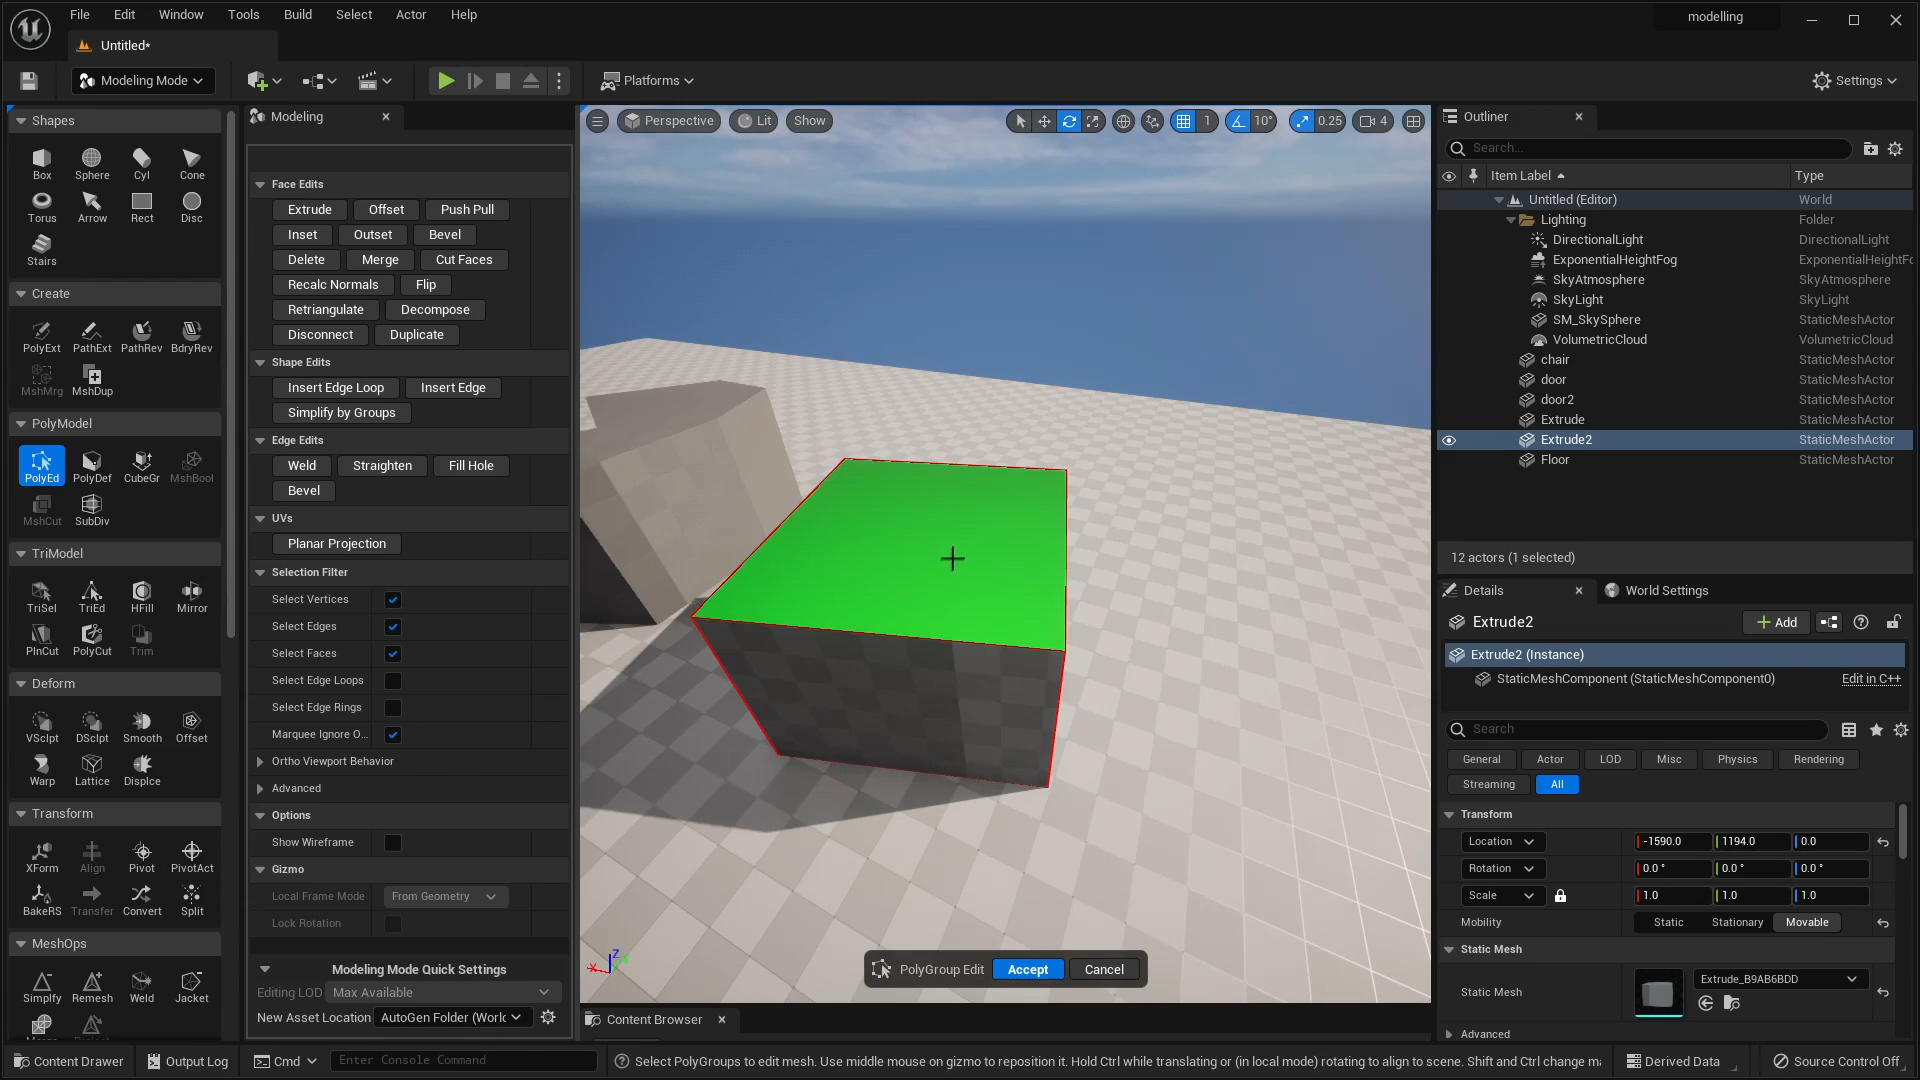 File Edit Window Tools Build Select Actor Help
modelling
Untitled*
Modeling Mode
Platforms
Settings
Shapes
Box Sphere Cyl Cone
Torus Arrow Rect Disc
Stairs
Create
PolyExt PathExt PathRev BdryRev
MshMrg MshDup
PolyModel
PolyEd PolyDef CubeGr MshBool
MshCut SubDiv
TriModel
TriSel TriEd HFill Mirror
PlnCut PolyCut Trim
Deform
VSclpt DSclpt Smooth Offset
Warp Lattice Displce
Transform
XForm Align Pivot PivotAct
BakeRS Transfer Convert Split
MeshOps
Simplfy Remesh Weld Jacket
Modeling
Face Edits
Extrude Offset Push Pull
Inset Outset Bevel
Delete Merge Cut Faces
Recalc Normals Flip
Retriangulate Decompose
Disconnect Duplicate
Shape Edits
Insert Edge Loop Insert Edge
Simplify by Groups
Edge Edits
Weld Straighten Fill Hole
Bevel
UVs
Planar Projection
Selection Filter
Select Vertices
Select Edges
Select Faces
Select Edge Loops
Select Edge Rings
Marquee Ignore O...
Ortho Viewport Behavior
Advanced
Options
Show Wireframe
Gizmo
Local Frame Mode From Geometry
Lock Rotation
Modeling Mode Quick Settings
Editing LOD Max Available
New Asset Location AutoGen Folder (Worlc
Perspective Lit Show
1 10° 0.25 4
X Z Y
PolyGroup Edit Accept Cancel
Content Browser
Outliner
Search...
Item Label Type
Untitled (Editor) World
Lighting Folder
DirectionalLight DirectionalLight
ExponentialHeightFog ExponentialHeightFo
SkyAtmosphere SkyAtmosphere
SkyLight SkyLight
SM_SkySphere StaticMeshActor
VolumetricCloud VolumetricCloud
chair StaticMeshActor
door StaticMeshActor
door2 StaticMeshActor
Extrude StaticMeshActor
Extrude2 StaticMeshActor
Floor StaticMeshActor
12 actors (1 selected)
Details World Settings
Extrude2
Add
Extrude2 (Instance)
StaticMeshComponent (StaticMeshComponent0) Edit in C++
Search
General Actor LOD Misc Physics Rendering
Streaming All
Transform
Location -1590.0 1194.0 0.0
Rotation 0.0 ° 0.0 ° 0.0 °
Scale 1.0 1.0 1.0
Mobility Static Stationary Movable
Static Mesh
Static Mesh Extrude_B9AB6BDD
Advanced
Content Drawer Output Log Cmd Enter Console Command
Select PolyGroups to edit mesh. Use middle mouse on gizmo to reposition it. Hold Ctrl while translating or (in local mode) rotating to align to scene. Shift and Ctrl change m
Derived Data Source Control Off